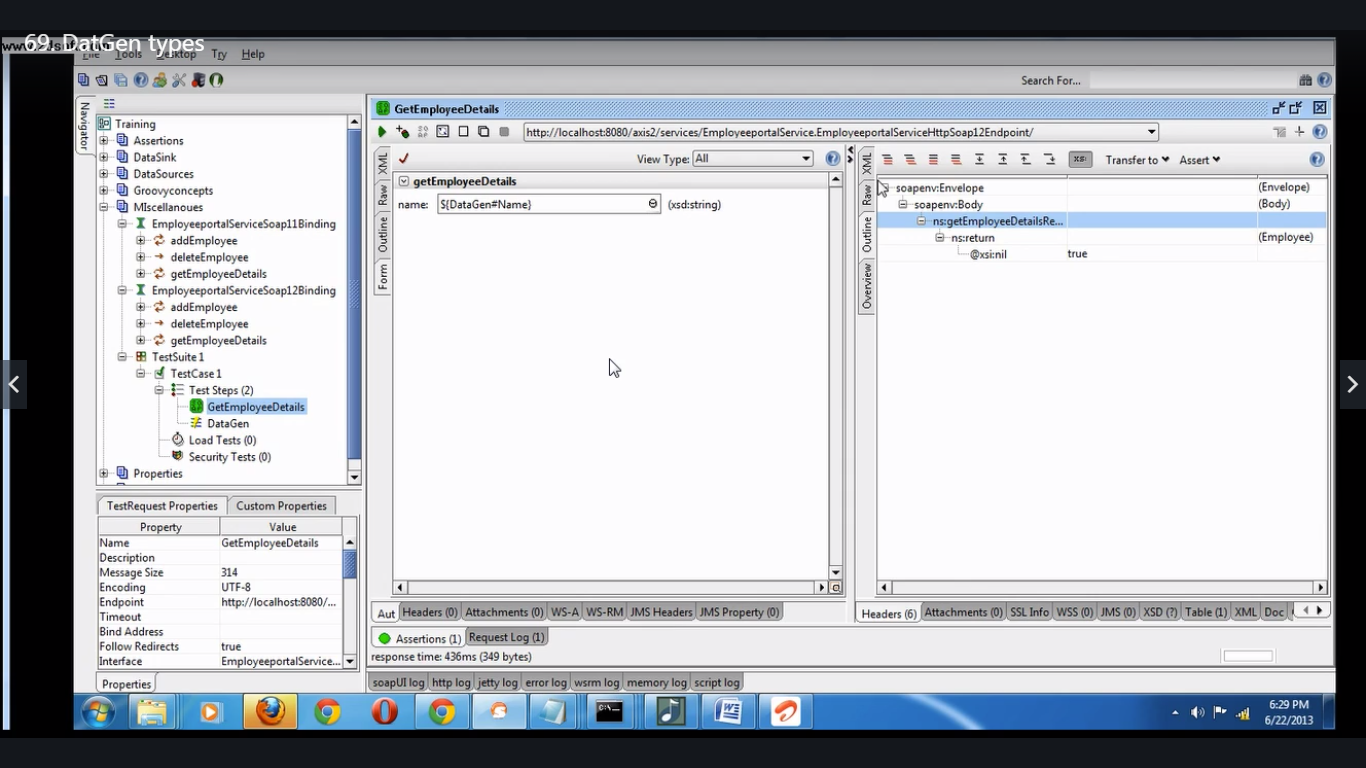 69. DatGen types
Tools Desktop Try Help
Search For...
Navigator
Training
Assertions
DataSink
DataSources
Groovyconcepts
MIscellanoues
EmployeeportalServiceSoap11Binding
addEmployee
deleteEmployee
getEmployeeDetails
EmployeeportalServiceSoap12Binding
addEmployee
deleteEmployee
getEmployeeDetails
TestSuite 1
TestCase 1
Test Steps (2)
GetEmployeeDetails
DataGen
Load Tests (0)
Security Tests (0)
Properties
TestRequest Properties Custom Properties
Property Value
Name GetEmployeeDetails
Description
Message Size 314
Encoding UTF-8
Endpoint http://localhost:8080/...
Timeout
Bind Address
Follow Redirects true
Interface EmployeeportalService...
Properties
GetEmployeeDetails
http://localhost:8080/axis2/services/EmployeeportalService.EmployeeportalServiceHttpSoap12Endpoint/
View Type: All
XML
Raw
Outline
Form
getEmployeeDetails
name: ${DataGen#Name} (xsd:string)
Aut Headers (0) Attachments (0) WS-A WS-RM JMS Headers JMS Property (0)
XML
Raw
Outline
Overview
XSI Transfer to Assert
soapenv:Envelope (Envelope)
soapenv:Body (Body)
ns:getEmployeeDetailsRe...
ns:return (Employee)
@xsi:nil true
Headers (6) Attachments (0) SSL Info WSS (0) JMS (0) XSD (?) Table (1) XML Doc
Assertions (1) Request Log (1)
response time: 436ms (349 bytes)
soapUI log http log jetty log error log wsrm log memory log script log
6:29 PM
6/22/2013